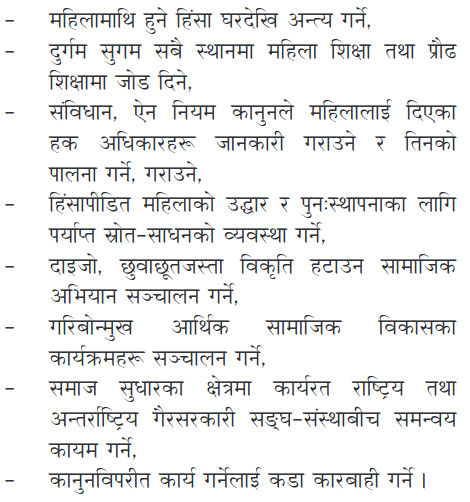 – महिलामाथि हुने हिंसा घरदेखि अन्त्य गर्ने,
– दुर्गम सुगम सबै स्थानमा महिला शिक्षा तथा प्रौढ
शिक्षामा जोड दिने,
– संविधान, ऐन नियम कानुनले महिलालाई दिएका
हक अधिकारहरू जानकारी गराउने र तिनको
पालना गर्ने, गराउने,
– हिंसापीडित महिलाको उद्धार र पुनःस्थापनाका लागि
पर्याप्त स्रोत-साधनको व्यवस्था गर्ने,
– दाइजो, छुवाछूतजस्ता विकृति हटाउन सामाजिक
अभियान सञ्चालन गर्ने,
– गरिबोन्मुख आर्थिक सामाजिक विकासका
कार्यक्रमहरू सञ्चालन गर्ने,
– समाज सुधारका क्षेत्रमा कार्यरत राष्ट्रिय तथा
अन्तर्राष्ट्रिय गैरसरकारी सङ्घ-संस्थाबीच समन्वय
कायम गर्ने,
– कानुनविपरीत कार्य गर्नेलाई कडा कारबाही गर्ने ।